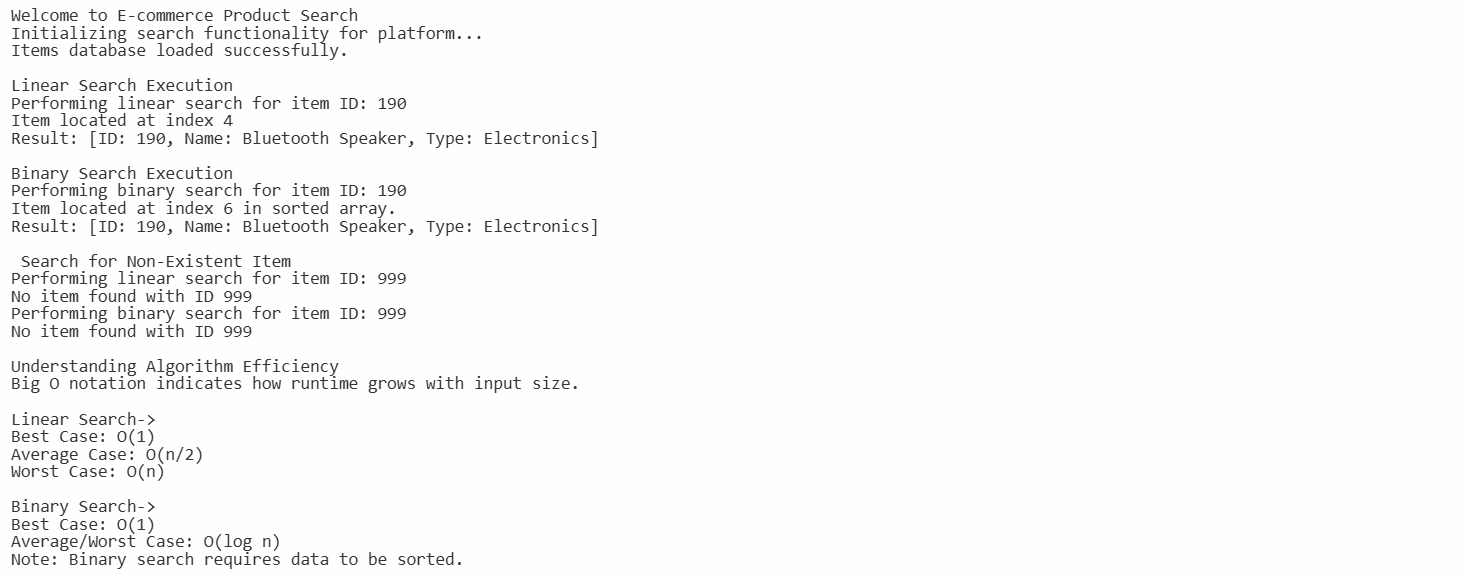 Welcome to E-commerce Product Search
Initializing search functionality for platform...
Items database loaded successfully.

Linear Search Execution
Performing linear search for item ID: 190
Item located at index 4
Result: [ID: 190, Name: Bluetooth Speaker, Type: Electronics]

Binary Search Execution
Performing binary search for item ID: 190
Item located at index 6 in sorted array.
Result: [ID: 190, Name: Bluetooth Speaker, Type: Electronics]

 Search for Non-Existent Item
Performing linear search for item ID: 999
No item found with ID 999
Performing binary search for item ID: 999
No item found with ID 999

Understanding Algorithm Efficiency
Big O notation indicates how runtime grows with input size.

Linear Search->
Best Case: O(1)
Average Case: O(n/2)
Worst Case: O(n)

Binary Search->
Best Case: O(1)
Average/Worst Case: O(log n)
Note: Binary search requires data to be sorted.